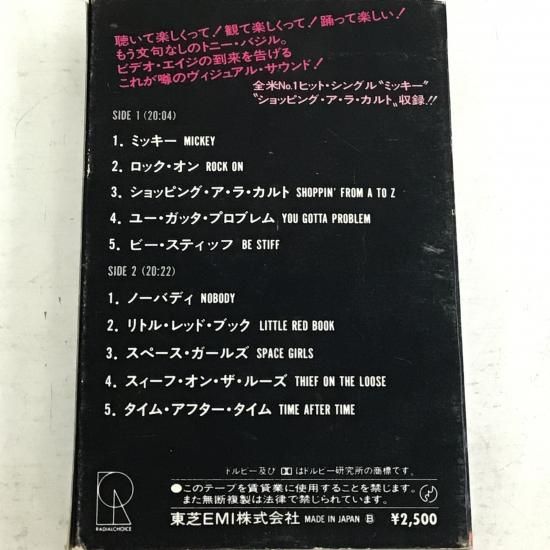 聴いて楽しくって！観て楽しくって！踊って楽しい！
もう文句なしのトニー・バジル。
ビデオ・エイジの到来を告げる
これが噂のヴィジュアル・サウンド！
全米No.1ヒット・シングル“ミッキー”
“ショッピング・ア・ラ・カルト”収録!!
SIDE 1 (20:04)
1. ミッキー MICKEY
2. ロック・オン ROCK ON
3. ショッピング・ア・ラ・カルト SHOPPIN' FROM A TO Z
4. ユー・ガッタ・プロブレム YOU GOTTA PROBLEM
5. ビー・スティッフ BE STIFF
SIDE 2 (20:22)
1. ノーバディ NOBODY
2. リトル・レッド・ブック LITTLE RED BOOK
3. スペース・ガールズ SPACE GIRLS
4. スィーフ・オン・ザ・ルーズ THIEF ON THE LOOSE
5. タイム・アフター・タイム TIME AFTER TIME
ドルビー及び はドルビー研究所の商標です。
●このテープを賃貸業に使用することを禁じます。
また無断複製は法律で禁じられています。
RADIALCHOICE
東芝EMI株式会社 MADE IN JAPAN B ¥2,500